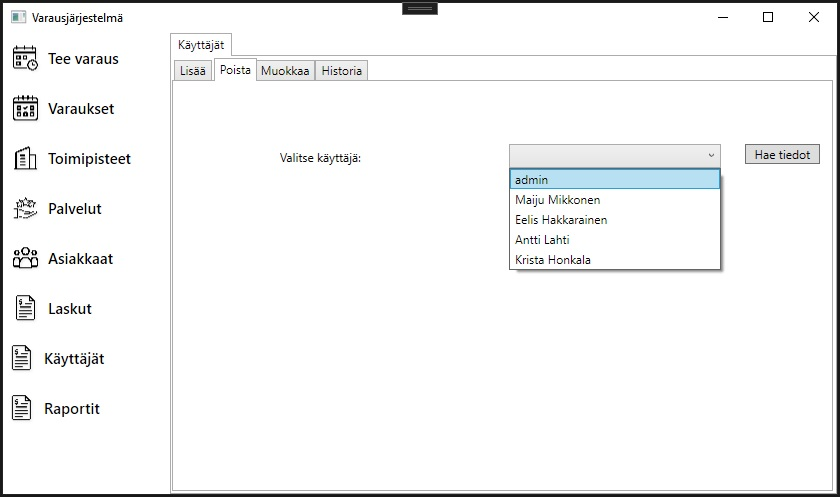 Varausjärjestelmä
Tee varaus
Varaukset
Toimipisteet
Palvelut
Asiakkaat
Laskut
Käyttäjät
Raportit
Käyttäjät
Lisää Poista Muokkaa Historia
Valitse käyttäjä: Hae tiedot
admin
Maiju Mikkonen
Eelis Hakkarainen
Antti Lahti
Krista Honkala